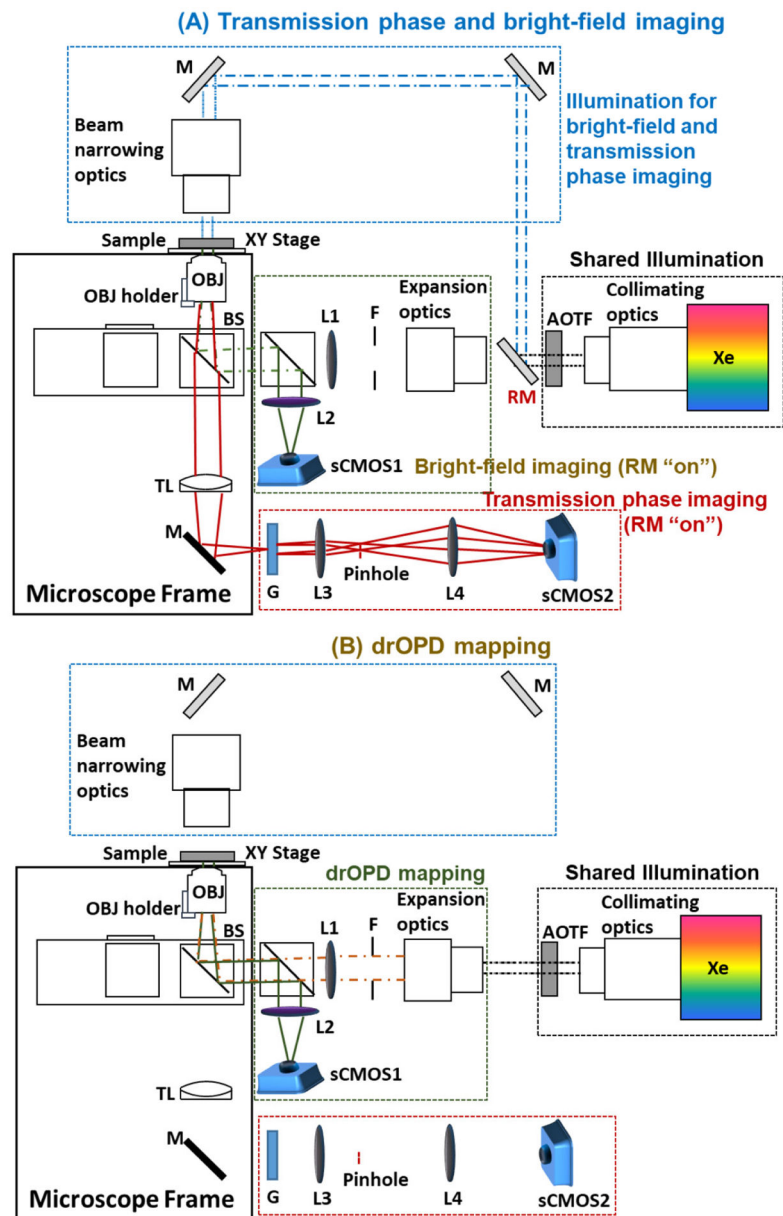 (A) Transmission phase and bright-field imaging
M
M
Beam
narrowing
optics
Illumination for
bright-field and
transmission
phase imaging
Sample
XY Stage
OBJ
OBJ holder
BS
L1
F
Expansion
optics
Shared Illumination
AOTF
Collimating
optics
Xe
RM
L2
sCMOS1
Bright-field imaging (RM “on”)
Transmission phase imaging
(RM “on”)
TL
M
Pinhole
G
L3
L4
sCMOS2
Microscope Frame
(B) drOPD mapping
M
M
Beam
narrowing
optics
Sample
XY Stage
OBJ
OBJ holder
BS
drOPD mapping
L1
F
Expansion
optics
Shared Illumination
AOTF
Collimating
optics
Xe
L2
sCMOS1
TL
M
Pinhole
G
L3
L4
sCMOS2
Microscope Frame